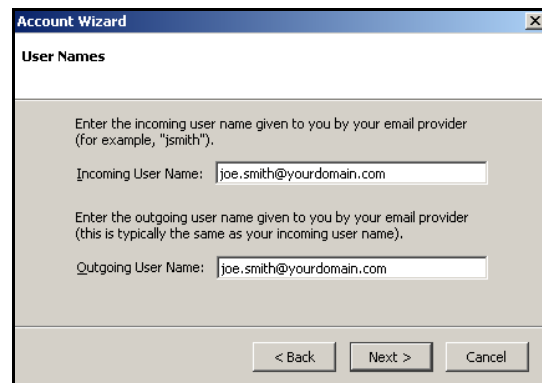 Account Wizard
User Names
Enter the incoming user name given to you by your email provider
(for example, "jsmith").
Incoming User Name: joe.smith@yourdomain.com
Enter the outgoing user name given to you by your email provider
(this is typically the same as your incoming user name).
Outgoing User Name: joe.smith@yourdomain.com
< Back Next > Cancel